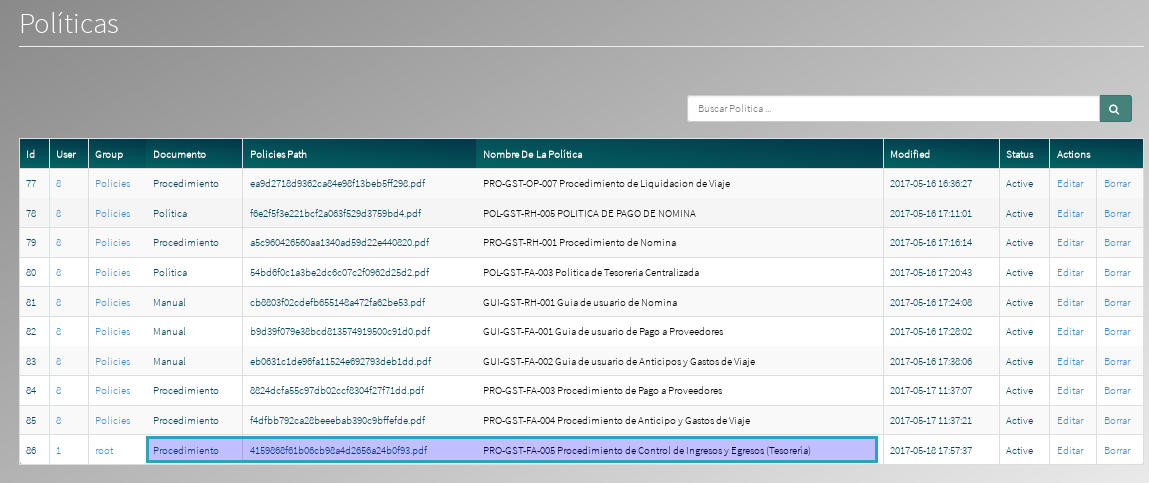 Políticas
Buscar Politica ...
Id User Group Documento Policies Path Nombre De La Política Modified Status Actions
77 8 Policies Procedimiento ea9d2718d9362ca84e98f13beb5ff298.pdf PRO-GST-OP-007 Procedimiento de Liquidacion de Viaje 2017-05-16 16:36:27 Active Editar Borrar
78 8 Policies Política f6e2f5f3e221bcf2a063f529d3759bd4.pdf POL-GST-RH-005 POLITICA DE PAGO DE NOMINA 2017-05-16 17:11:01 Active Editar Borrar
79 8 Policies Procedimiento a5c960426560aa1340ad59d22e440820.pdf PRO-GST-RH-001 Procedimiento de Nomina 2017-05-16 17:16:14 Active Editar Borrar
80 8 Policies Política 54bd6f0c1a3be2dc6c07c2f0962d25d2.pdf POL-GST-FA-003 Politica de Tesoreria Centralizada 2017-05-16 17:20:43 Active Editar Borrar
81 8 Policies Manual cb8803f02cdefb655148a472fa62be53.pdf GUI-GST-RH-001 Guia de usuario de Nomina 2017-05-16 17:24:08 Active Editar Borrar
82 8 Policies Manual b9d39f079e38bcd813574919500c91d0.pdf GUI-GST-FA-001 Guia de usuario de Pago a Proveedores 2017-05-16 17:28:02 Active Editar Borrar
83 8 Policies Manual eb0631c1de96fa11524e692793deb1dd.pdf GUI-GST-FA-002 Guia de usuario de Anticipos y Gastos de Viaje 2017-05-16 17:38:06 Active Editar Borrar
84 8 Policies Procedimiento 8824dcfa55c97db02ccf8304f27f71dd.pdf PRO-GST-FA-003 Procedimiento de Pago a Proveedores 2017-05-17 11:37:07 Active Editar Borrar
85 8 Policies Procedimiento f4dfbb792ca28beeebab390c9bffefde.pdf PRO-GST-FA-004 Procedimiento de Anticipo y Gastos de Viaje 2017-05-17 11:37:21 Active Editar Borrar
86 1 root Procedimiento 4159868f61b06cb98a4d2656a24b0f93.pdf PRO-GST-FA-005 Procedimiento de Control de Ingresos y Egresos (Tesoreria) 2017-05-18 17:57:37 Active Editar Borrar